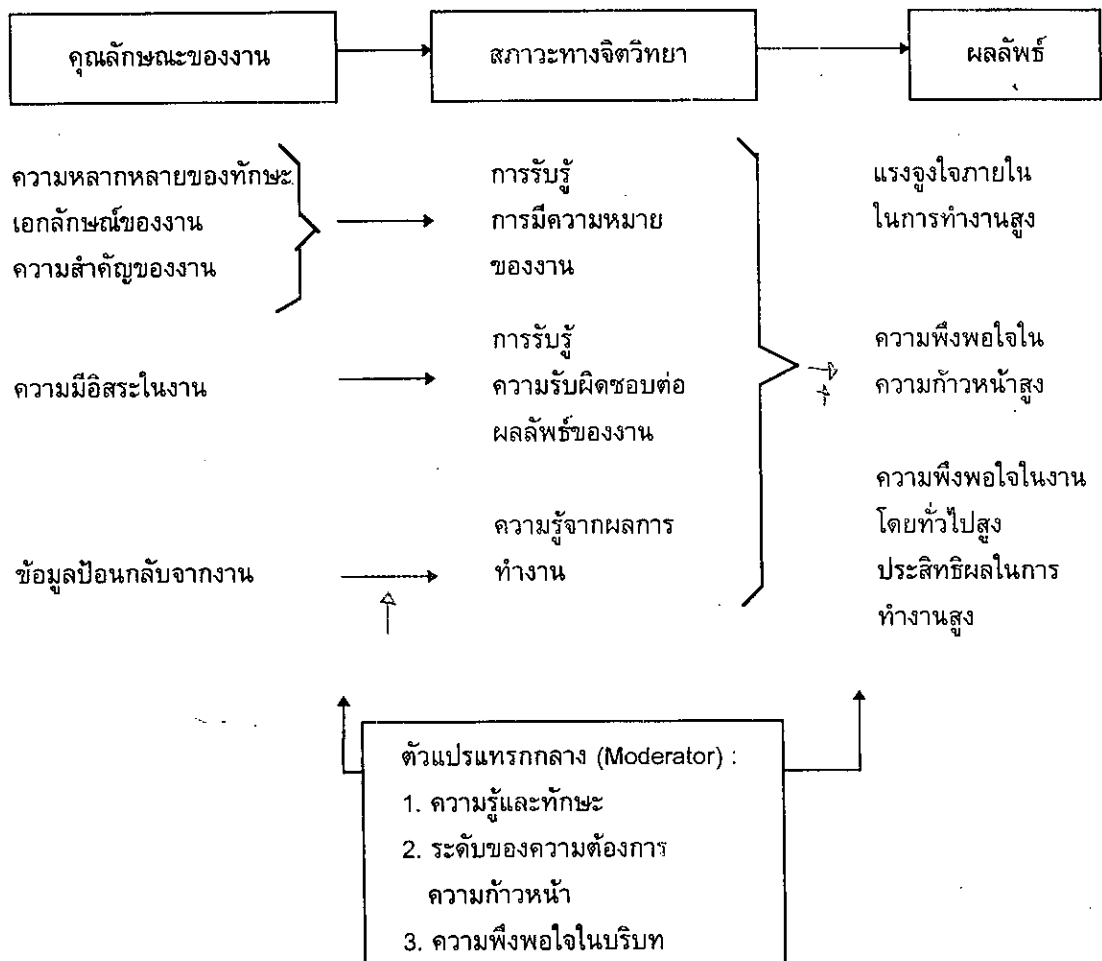 คุณลักษณะของงาน
สภาวะทางจิตวิทยา
ผลลัพธ์
ความหลากหลายของทักษะ
เอกลักษณ์ของงาน
ความสำคัญของงาน
การรับรู้
การมีความหมาย
ของงาน
แรงจูงใจภายใน
ในการทำงานสูง
ความมีอิสระในงาน
การรับรู้
ความรับผิดชอบต่อ
ผลลัพธ์ของงาน
ความพึงพอใจใน
ความก้าวหน้าสูง
ข้อมูลป้อนกลับจากงาน
ความรู้จากผลการ
ทำงาน
ความพึงพอใจในงาน
โดยทั่วไปสูง
ประสิทธิผลในการ
ทำงานสูง
ตัวแปรแทรกกลาง (Moderator) :
1. ความรู้และทักษะ
2. ระดับของความต้องการ
ความก้าวหน้า
3. ความพึงพอใจในบริบท